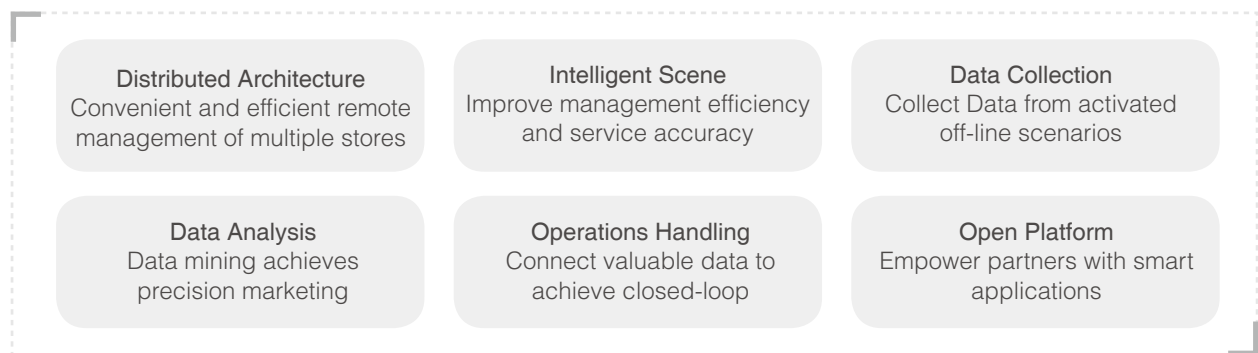 Distributed Architecture
Convenient and efficient remote
management of multiple stores
Intelligent Scene
Improve management efficiency
and service accuracy
Data Collection
Collect Data from activated
off-line scenarios
Data Analysis
Data mining achieves
precision marketing
Operations Handling
Connect valuable data to
achieve closed-loop
Open Platform
Empower partners with smart
applications